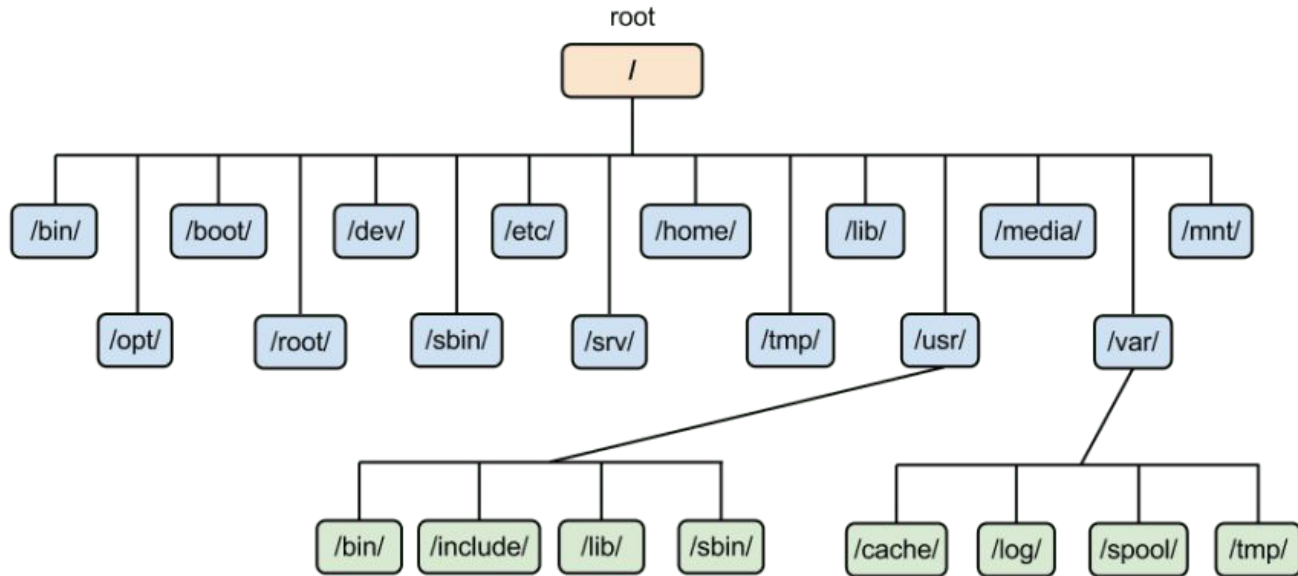 root
/
/bin/
/boot/
/dev/
/etc/
/home/
/lib/
/media/
/mnt/
/opt/
/root/
/sbin/
/srv/
/tmp/
/usr/
/var/
/bin/
/include/
/lib/
/sbin/
/cache/
/log/
/spool/
/tmp/